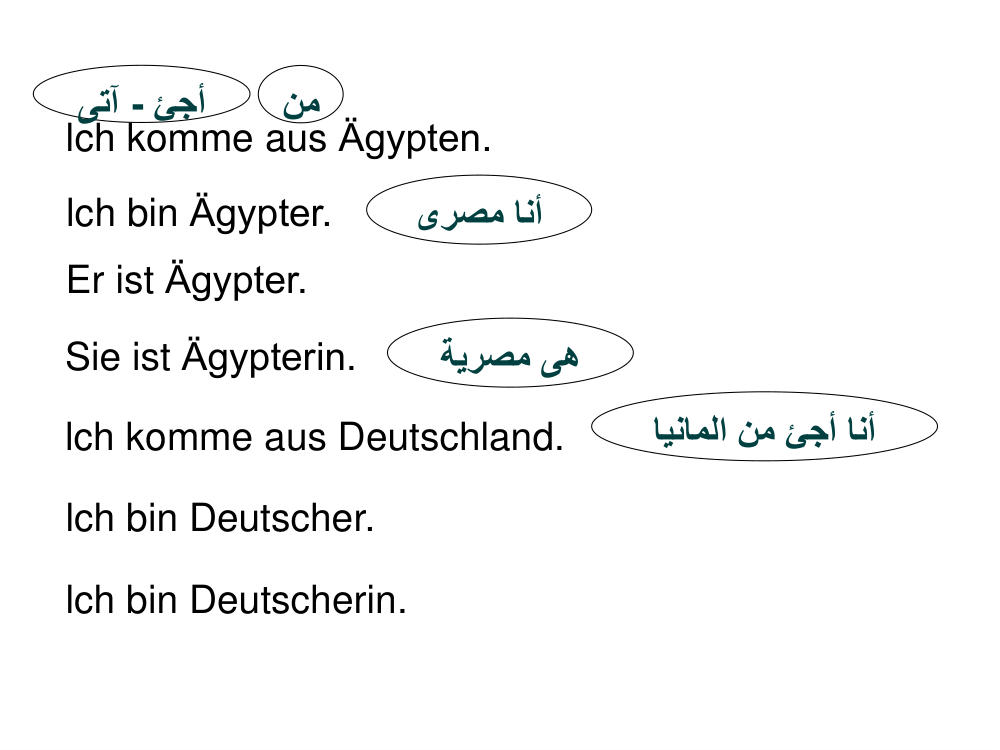 أجئ - آتى من
Ich komme aus Ägypten.
Ich bin Ägypter. أنا مصرى
Er ist Ägypter.
Sie ist Ägypterin. هى مصرية
Ich komme aus Deutschland. أنا أجئ من المانيا
Ich bin Deutscher.
Ich bin Deutscherin.